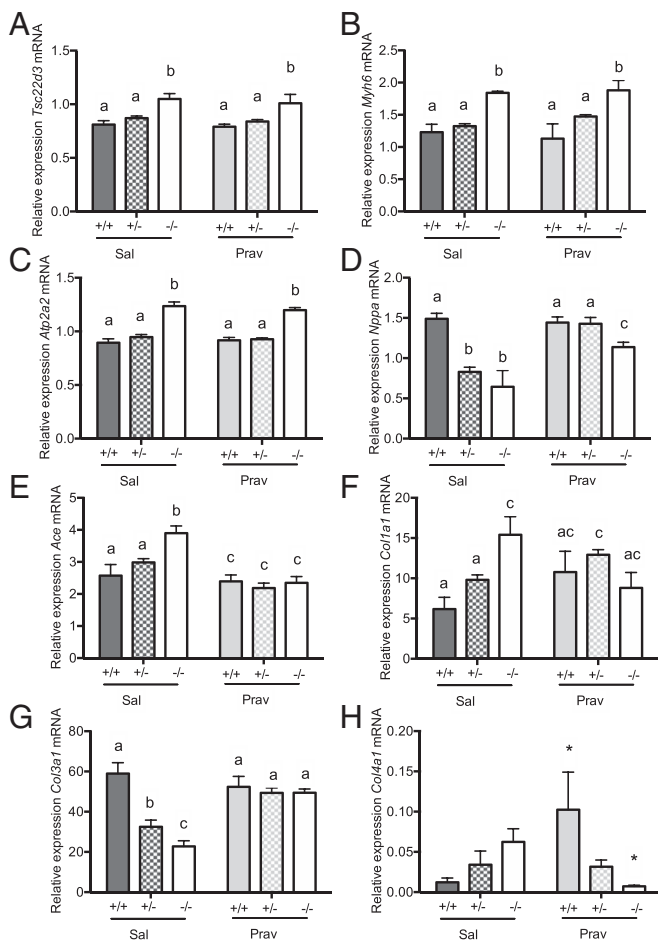 A
Relative expression Tsc22d3 mRNA
1.5
1.0
0.5
0.0
a a b a a b
+/+ +/- -/- +/+ +/- -/-
Sal Prav
B
Relative expression Myh6 mRNA
2.5
2.0
1.5
1.0
0.5
0.0
a a b a a b
+/+ +/- -/- +/+ +/- -/-
Sal Prav
C
Relative expression Atp2a2 mRNA
1.5
1.0
0.5
0.0
a a b a a b
+/+ +/- -/- +/+ +/- -/-
Sal Prav
D
Relative expression Nppa mRNA
2.0
1.5
1.0
0.5
0.0
a b b a a c
+/+ +/- -/- +/+ +/- -/-
Sal Prav
E
Relative expression Ace mRNA
5
4
3
2
1
0
a a b c c c
+/+ +/- -/- +/+ +/- -/-
Sal Prav
F
Relative expression Col1a1 mRNA
20
15
10
5
0
a a c ac c ac
+/+ +/- -/- +/+ +/- -/-
Sal Prav
G
Relative expression Col3a1 mRNA
80
60
40
20
0
a b c a a a
+/+ +/- -/- +/+ +/- -/-
Sal Prav
H
Relative expression Col4a1 mRNA
0.20
0.15
0.10
0.05
0.00
* *
+/+ +/- -/- +/+ +/- -/-
Sal Prav